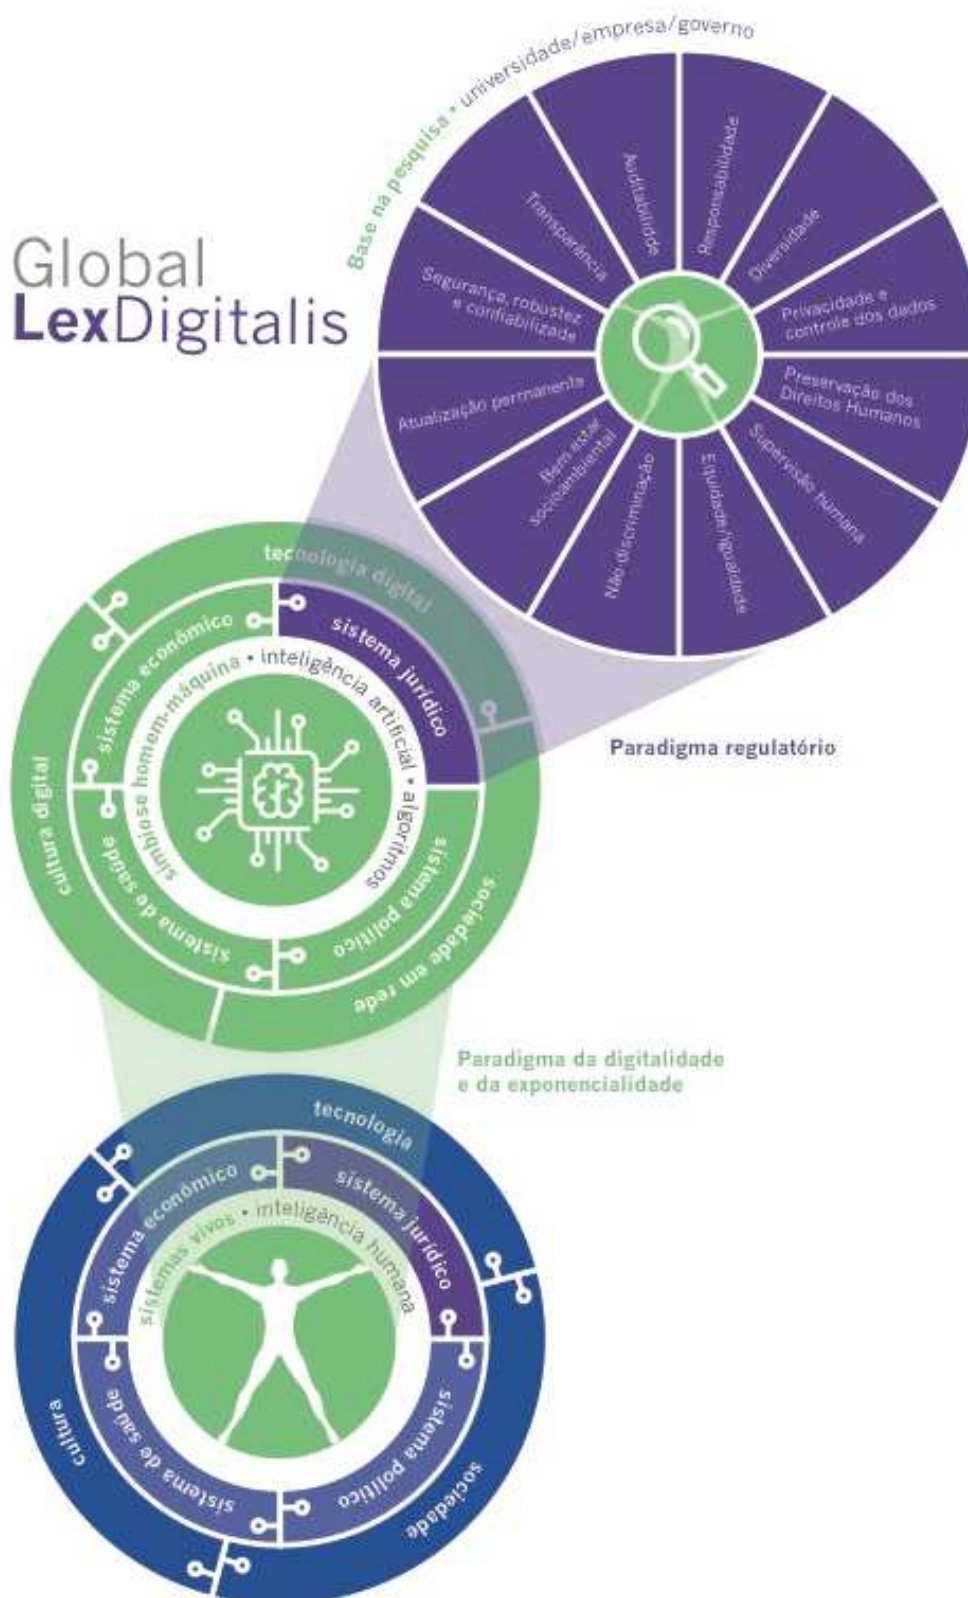 Global
LexDigitalis
Base na pesquisa • universidade/empresa/governo
Auditabilidde
Responsabilidade
Diversidade
Privacidade e
controle dos dados
Preservação dos
Direitos Humanos
Supervisão humana
Equidade/igualdade
Não-discriminação
Bem estar
socioambiental
Atualização permanente
Segurança, robustez
e confiabilizade
Transparência
Paradigma regulatório
tecnologia digital
sociedade em rede
cultura digital
sistema econômico
sistema jurídico
sistema político
sistema de saúde
simbiose homem-máquina • inteligência artificial • algoritmos
Paradigma da digitalidade
e da exponencialidade
tecnologia
sociedade
cultura
sistema econômico
sistema jurídico
sistema político
sistema de saúde
sistemas vivos • inteligência humana